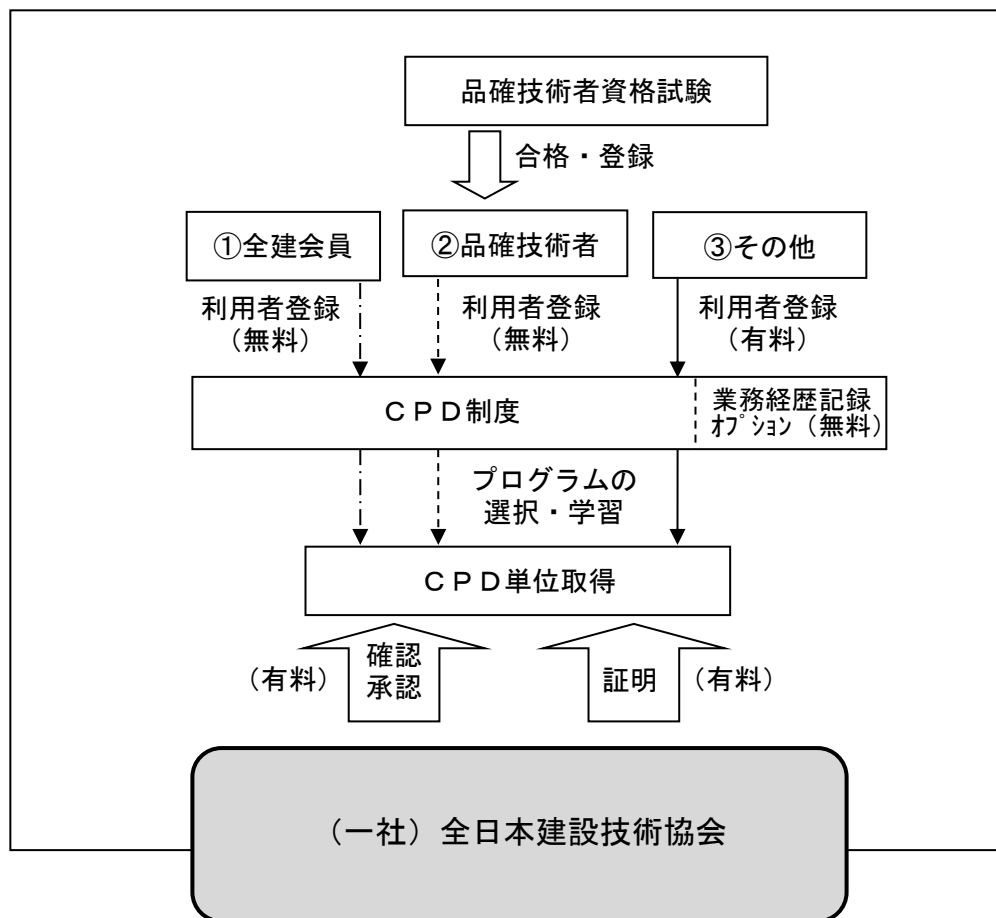 品確技術者資格試験
合格・登録
①全建会員
②品確技術者
③その他
利用者登録
（無料）
利用者登録
（無料）
利用者登録
（有料）
ＣＰＤ制度
業務経歴記録
ｵﾌﾟｼｮﾝ（無料）
プログラムの
選択・学習
ＣＰＤ単位取得
（有料）
確認
承認
証明
（有料）
（一社）全日本建設技術協会